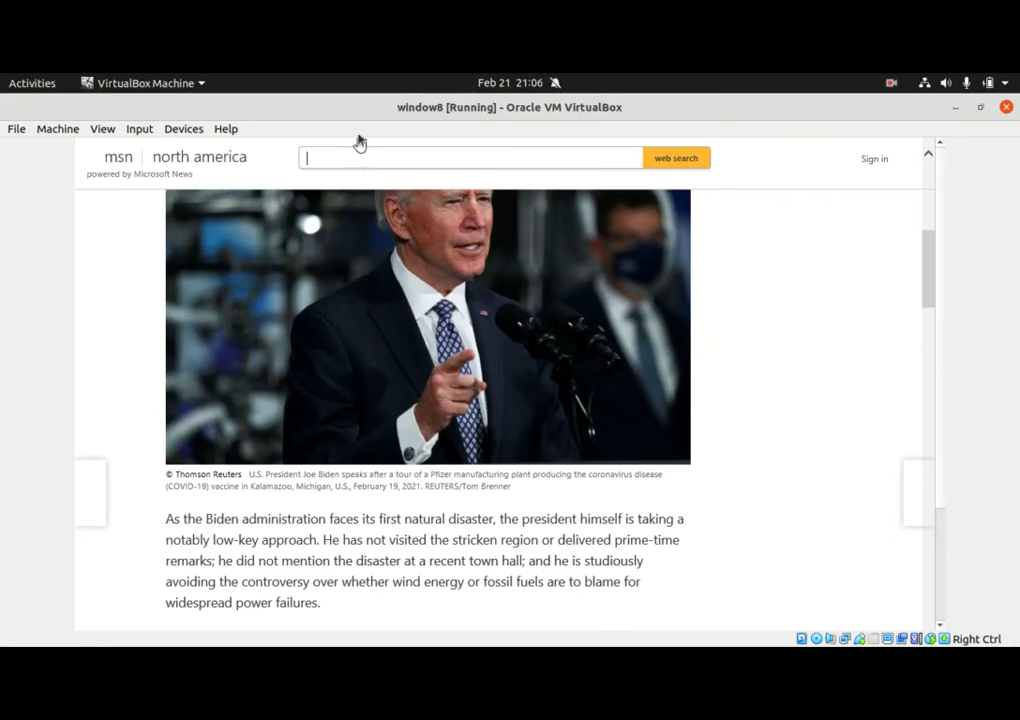 Activities VirtualBox Machine Feb 21 21:06
window8 [Running] - Oracle VM VirtualBox
File Machine View Input Devices Help
msn north america web search Sign in
powered by Microsoft News
© Thomson Reuters U.S. President Joe Biden speaks after a tour of a Pfizer manufacturing plant producing the coronavirus disease
(COVID-19) vaccine in Kalamazoo, Michigan, U.S., February 19, 2021. REUTERS/Tom Brenner
As the Biden administration faces its first natural disaster, the president himself is taking a
notably low-key approach. He has not visited the stricken region or delivered prime-time
remarks; he did not mention the disaster at a recent town hall; and he is studiously
avoiding the controversy over whether wind energy or fossil fuels are to blame for
widespread power failures.
Right Ctrl